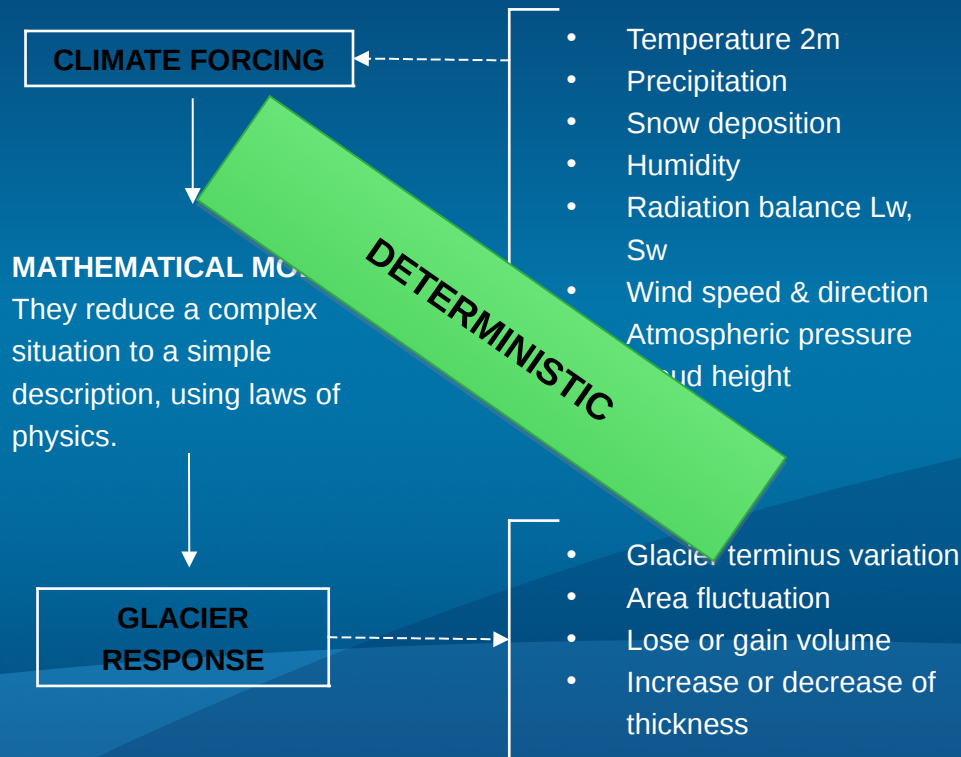 CLIMATE FORCING
MATHEMATICAL
They reduce a complex
situation to a simple
description, using laws of
physics.
GLACIER
RESPONSE
DETERMINISTIC
• Temperature 2m
• Precipitation
• Snow deposition
• Humidity
• Radiation balance Lw,
Sw
• Wind speed & direction
Atmospheric pressure
height
• Glacier terminus variation
• Area fluctuation
• Lose or gain volume
• Increase or decrease of
thickness